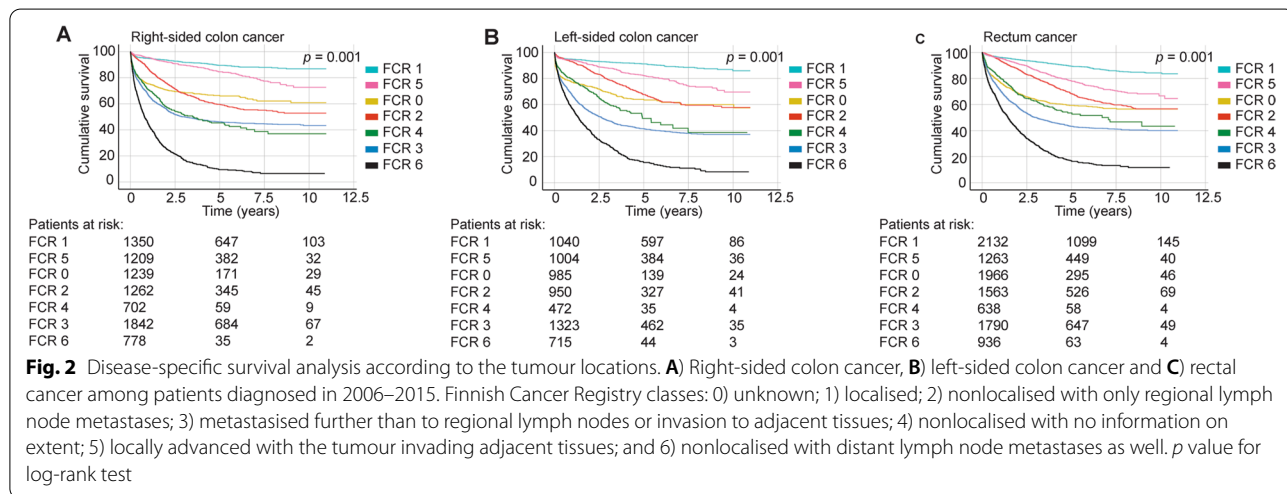 A
Right-sided colon cancer
p = 0.001
Cumulative survival
100
80
60
40
20
0
0
2.5
5.0
7.5
10
12.5
Time (years)
FCR 1
FCR 5
FCR 0
FCR 2
FCR 4
FCR 3
FCR 6
Patients at risk:
FCR 1 1350 647 103
FCR 5 1209 382 32
FCR 0 1239 171 29
FCR 2 1262 345 45
FCR 4 702 59 9
FCR 3 1842 684 67
FCR 6 778 35 2
B
Left-sided colon cancer
p = 0.001
Cumulative survival
100
80
60
40
20
0
0
2.5
5.0
7.5
10
12.5
Time (years)
FCR 1
FCR 5
FCR 0
FCR 2
FCR 4
FCR 3
FCR 6
Patients at risk:
FCR 1 1040 597 86
FCR 5 1004 384 36
FCR 0 985 139 24
FCR 2 950 327 41
FCR 4 472 35 4
FCR 3 1323 462 35
FCR 6 715 44 3
C
Rectum cancer
p = 0.001
Cumulative survival
100
80
60
40
20
0
0
2.5
5.0
7.5
10
12.5
Time (years)
FCR 1
FCR 5
FCR 0
FCR 2
FCR 4
FCR 3
FCR 6
Patients at risk:
FCR 1 2132 1099 145
FCR 5 1263 449 40
FCR 0 1966 295 46
FCR 2 1563 526 69
FCR 4 638 58 4
FCR 3 1790 647 49
FCR 6 936 63 4
Fig. 2 Disease-specific survival analysis according to the tumour locations. A) Right-sided colon cancer, B) left-sided colon cancer and C) rectal
cancer among patients diagnosed in 2006–2015. Finnish Cancer Registry classes: 0) unknown; 1) localised; 2) nonlocalised with only regional lymph
node metastases; 3) metastasised further than to regional lymph nodes or invasion to adjacent tissues; 4) nonlocalised with no information on
extent; 5) locally advanced with the tumour invading adjacent tissues; and 6) nonlocalised with distant lymph node metastases as well. p value for
log-rank test